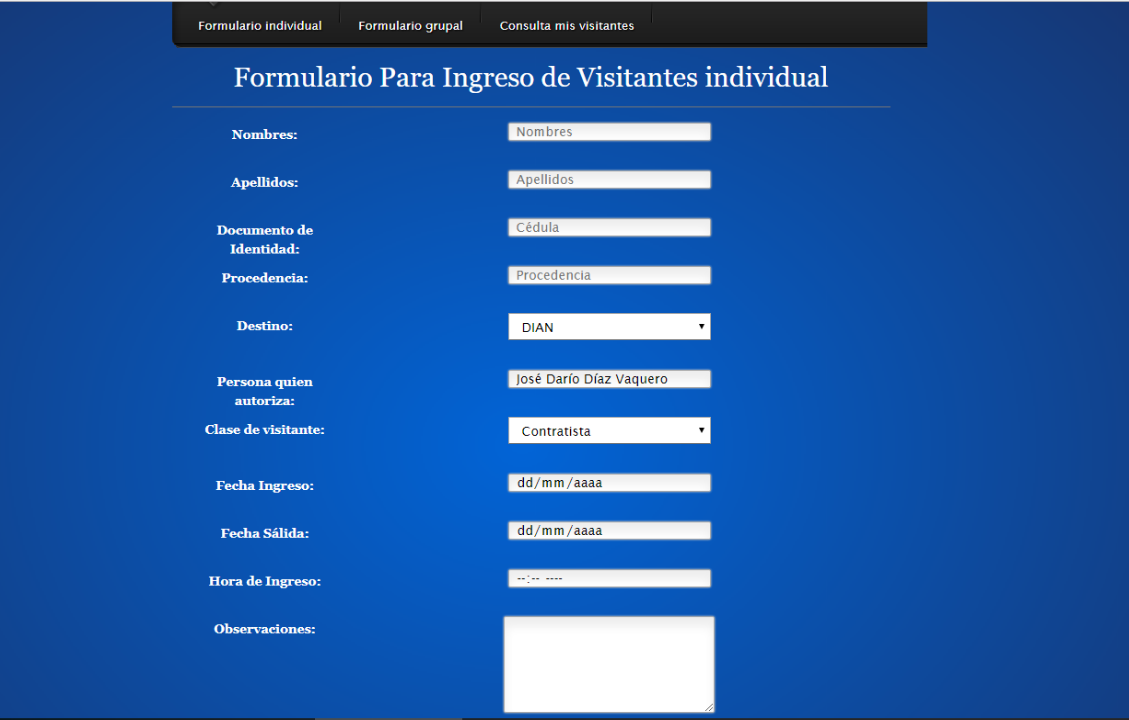 Formulario individual Formulario grupal Consulta mis visitantes
Formulario Para Ingreso de Visitantes individual
Nombres: Nombres
Apellidos: Apellidos
Documento de Identidad: Cédula
Procedencia: Procedencia
Destino: DIAN
Persona quien autoriza: José Darío Díaz Vaquero
Clase de visitante: Contratista
Fecha Ingreso: dd/mm/aaaa
Fecha Sálida: dd/mm/aaaa
Hora de Ingreso: --:-- ----
Observaciones: